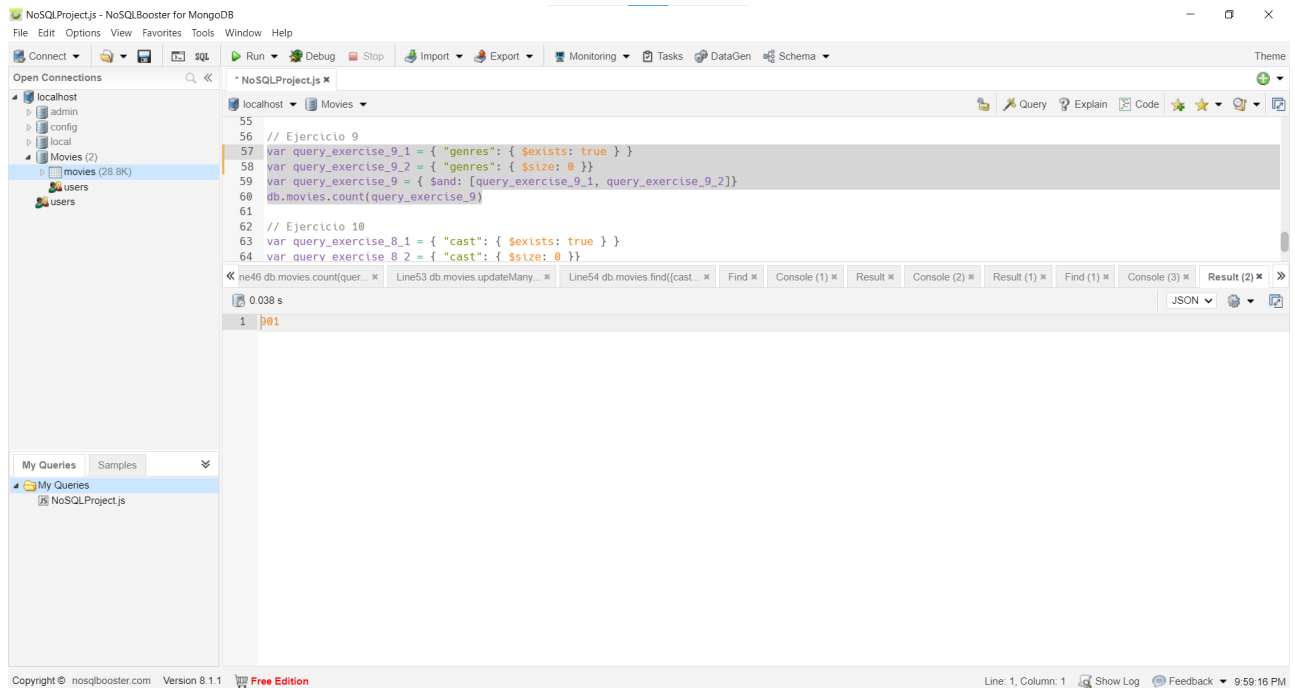 NoSQLProject.js - NoSQLBooster for MongoDB
File Edit Options View Favorites Tools Window Help
Connect SQL Run Debug Stop Import Export Monitoring Tasks DataGen Schema Theme
Open Connections
* NoSQLProject.js
localhost
admin
config
local
Movies (2)
movies (28.8K)
users
users
localhost Movies Query Explain Code
55
56 // Ejercicio 9
57 var query_exercise_9_1 = { "genres": { $exists: true } }
58 var query_exercise_9_2 = { "genres": { $size: 0 }}
59 var query_exercise_9 = { $and: [query_exercise_9_1, query_exercise_9_2]}
60 db.movies.count(query_exercise_9)
61
62 // Ejercicio 10
63 var query_exercise_8_1 = { "cast": { $exists: true } }
64 var query_exercise_8_2 = { "cast": { $size: 0 }}
ne46 db.movies.count(quer... Line53 db.movies.updateMany... Line54 db.movies.find({cast... Find Console (1) Result Console (2) Result (1) Find (1) Console (3) Result (2)
0.038 s JSON
1 901
My Queries Samples
My Queries
JS NoSQLProject.js
Copyright © nosqlbooster.com Version 8.1.1 Free Edition Line: 1, Column: 1 Show Log Feedback 9:59:16 PM